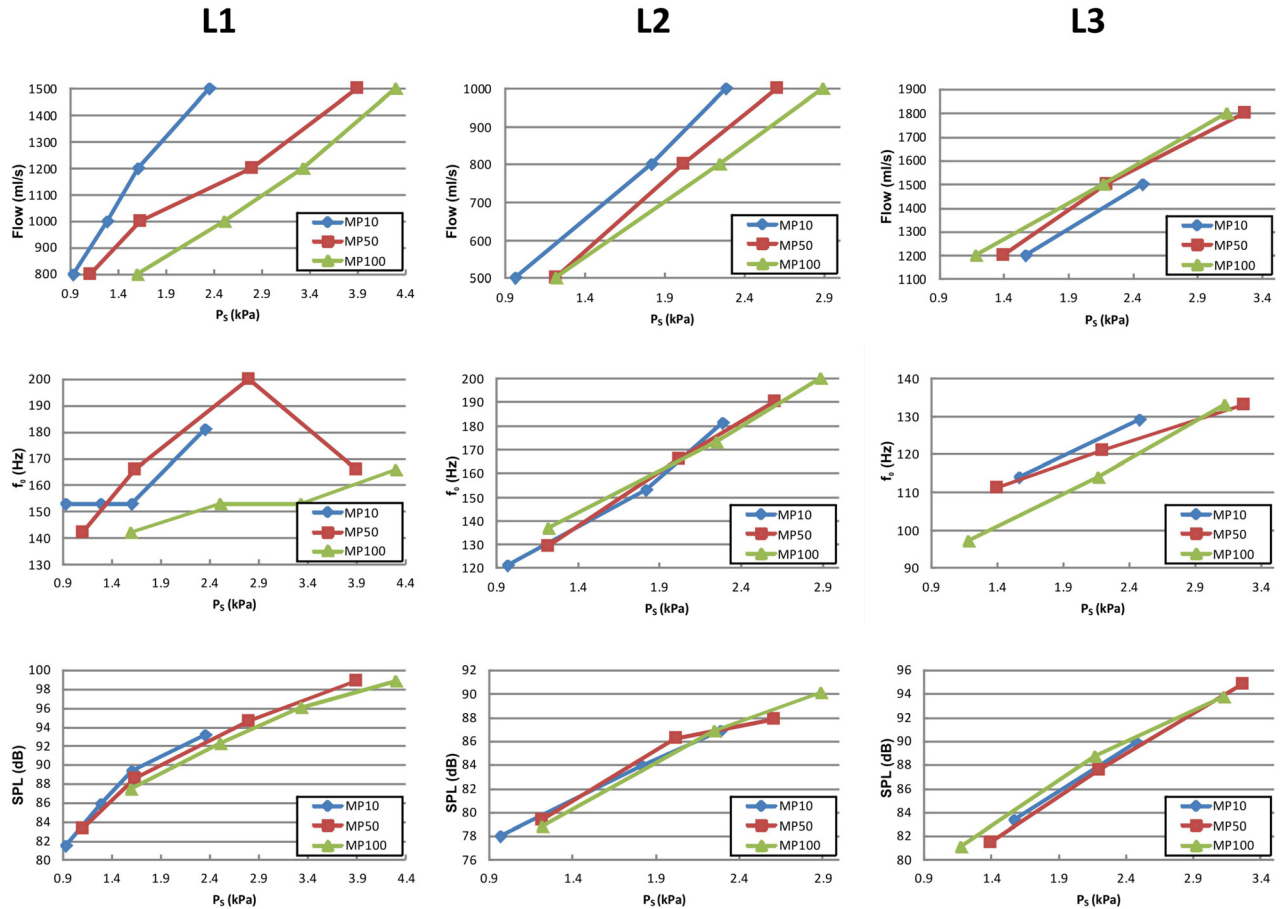 L1 L2 L3
1500
1400
1300
1200
1100
1000
900
800
Flow (ml/s)
0.9 1.4 1.9 2.4 2.9 3.4 3.9 4.4
PS (kPa)
MP10
MP50
MP100
1000
900
800
700
600
500
Flow (ml/s)
0.9 1.4 1.9 2.4 2.9
PS (kPa)
MP10
MP50
MP100
1900
1800
1700
1600
1500
1400
1300
1200
1100
Flow (ml/s)
0.9 1.4 1.9 2.4 2.9 3.4
PS (kPa)
MP10
MP50
MP100
200
190
180
170
160
150
140
130
f0 (Hz)
0.9 1.4 1.9 2.4 2.9 3.4 3.9 4.4
PS (kPa)
MP10
MP50
MP100
200
190
180
170
160
150
140
130
120
f0 (Hz)
0.9 1.4 1.9 2.4 2.9
PS (kPa)
MP10
MP50
MP100
140
130
120
110
100
90
f0 (Hz)
0.9 1.4 1.9 2.4 2.9 3.4
PS (kPa)
MP10
MP50
MP100
100
98
96
94
92
90
88
86
84
82
80
SPL (dB)
0.9 1.4 1.9 2.4 2.9 3.4 3.9 4.4
PS (kPa)
MP10
MP50
MP100
92
90
88
86
84
82
80
78
76
SPL (dB)
0.9 1.4 1.9 2.4 2.9
PS (kPa)
MP10
MP50
MP100
96
94
92
90
88
86
84
82
80
SPL (dB)
0.9 1.4 1.9 2.4 2.9 3.4
PS (kPa)
MP10
MP50
MP100